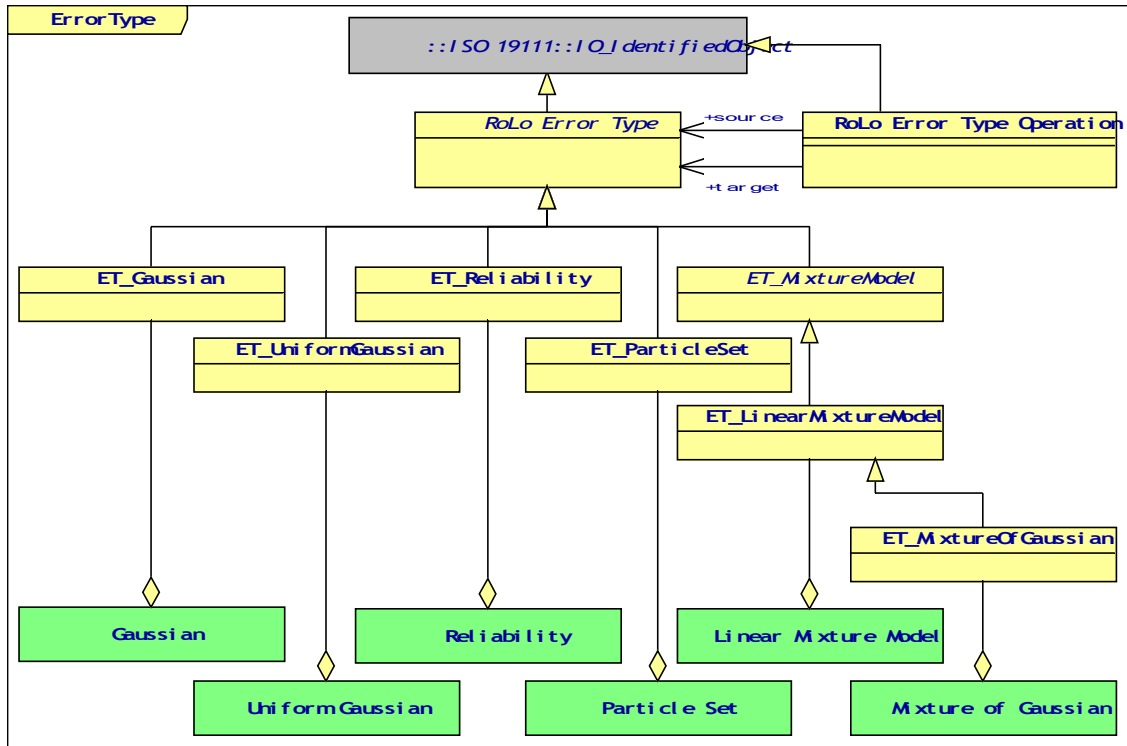 ErrorType
::ISO 19111::IO_IdentifiedObject
RoLo Error Type
+source
RoLo Error Type Operation
+target
ET_Gaussian
ET_Reliability
ET_MixtureModel
ET_UniformGaussian
ET_ParticleSet
ET_LinearMixtureModel
ET_MixtureOfGaussian
Gaussian
Reliability
Linear Mixture Model
Uniform Gaussian
Particle Set
Mixture of Gaussian